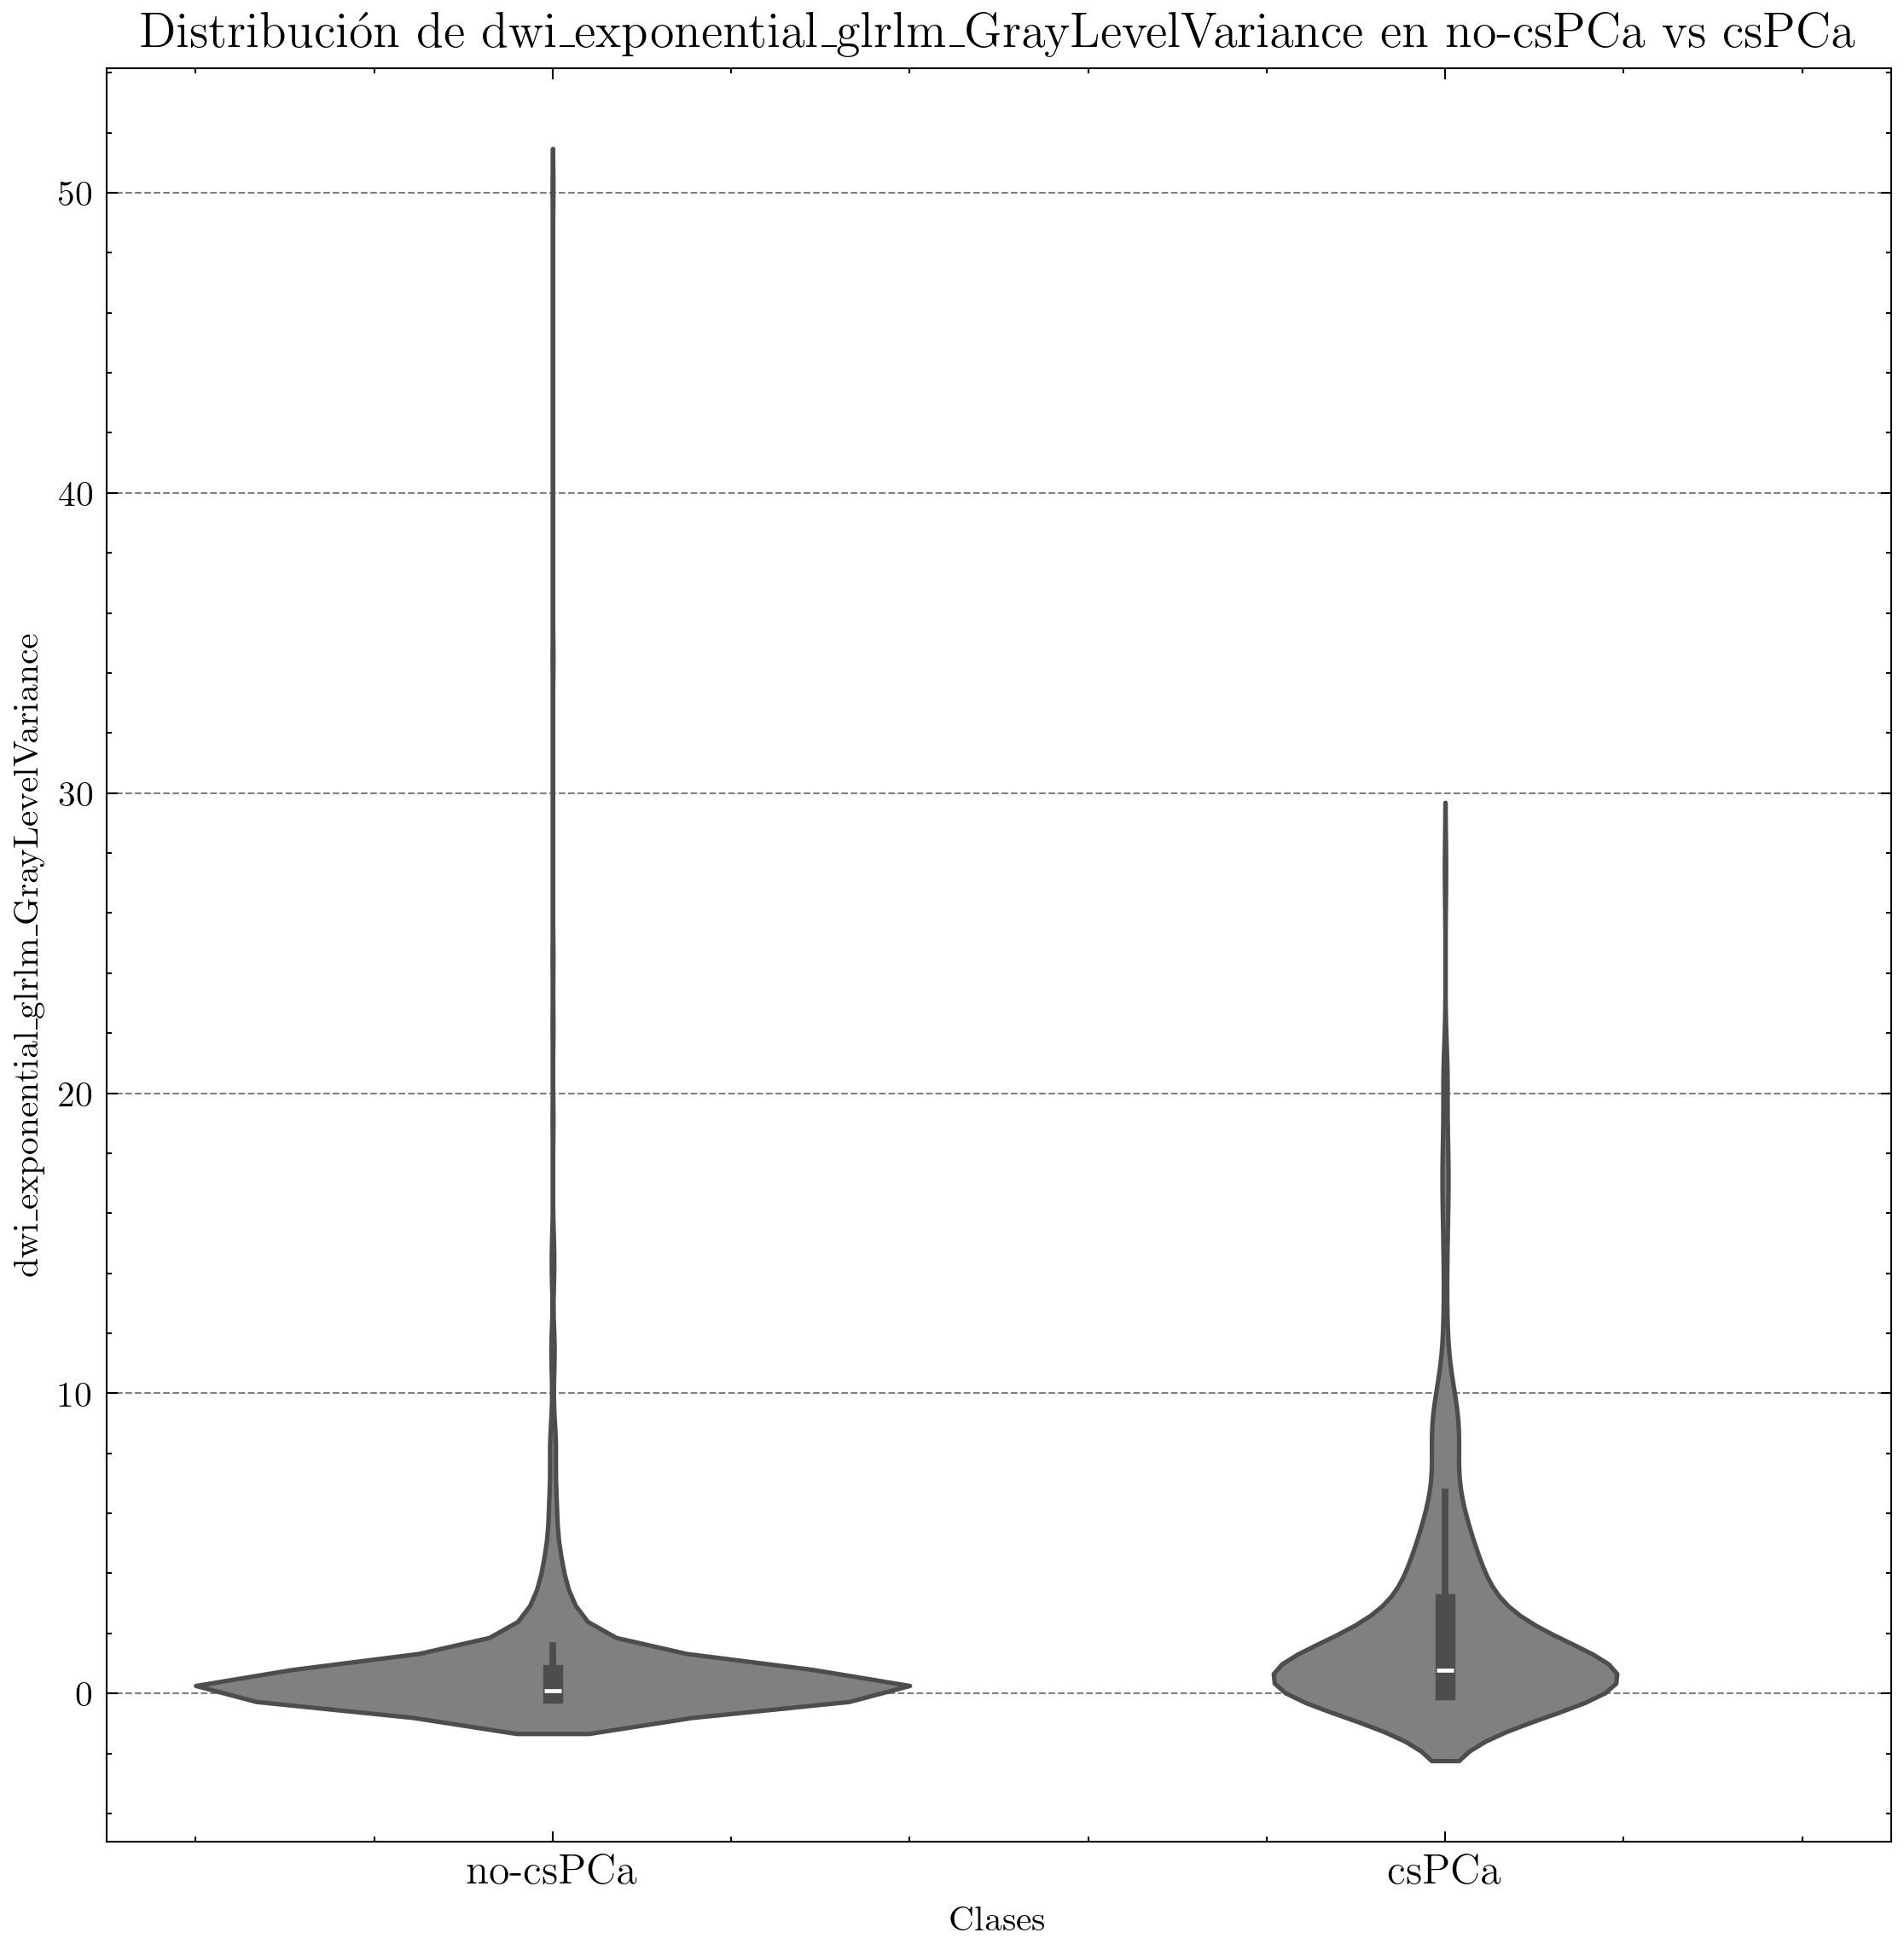 Distribución de dwi_exponential_glrlm_GrayLevelVariance en no-csPCa vs csPCa
dwi_exponential_glrlm_GrayLevelVariance
50
40
30
20
10
0
no-csPCa
csPCa
Clases